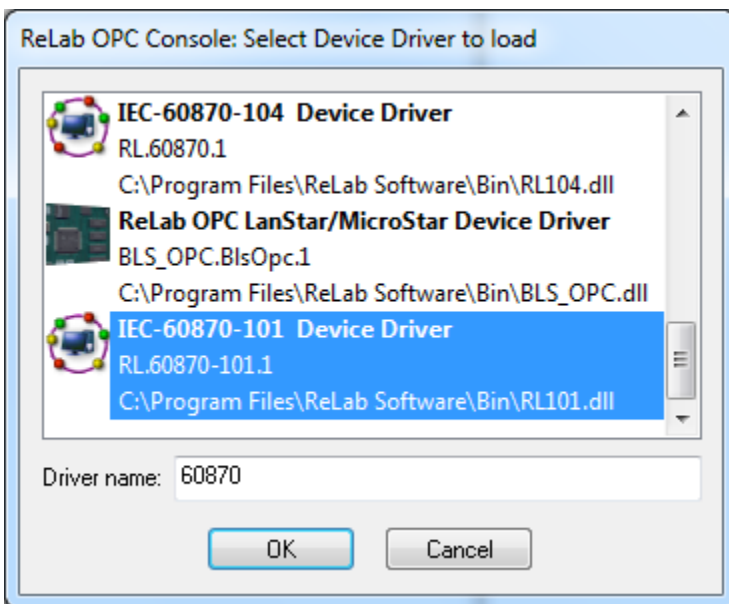 ReLab OPC Console: Select Device Driver to load
IEC-60870-104  Device Driver
RL.60870.1
C:\Program Files\ReLab Software\Bin\RL104.dll
ReLab OPC LanStar/MicroStar Device Driver
BLS_OPC.BlsOpc.1
C:\Program Files\ReLab Software\Bin\BLS_OPC.dll
IEC-60870-101  Device Driver
RL.60870-101.1
C:\Program Files\ReLab Software\Bin\RL101.dll
Driver name: 60870
OK Cancel